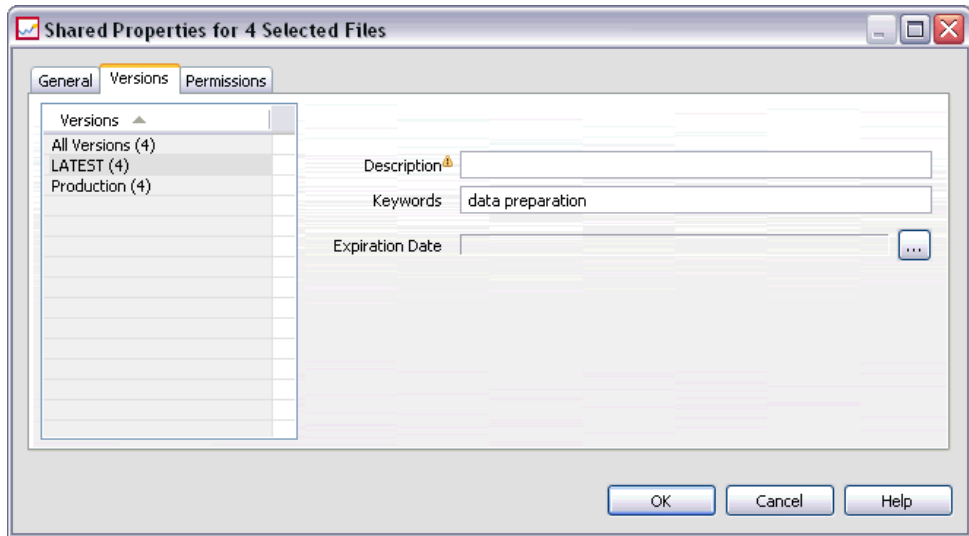 Shared Properties for 4 Selected Files
General Versions Permissions
Versions
All Versions (4)
LATEST (4)
Production (4)
Description
Keywords data preparation
Expiration Date ...
OK Cancel Help